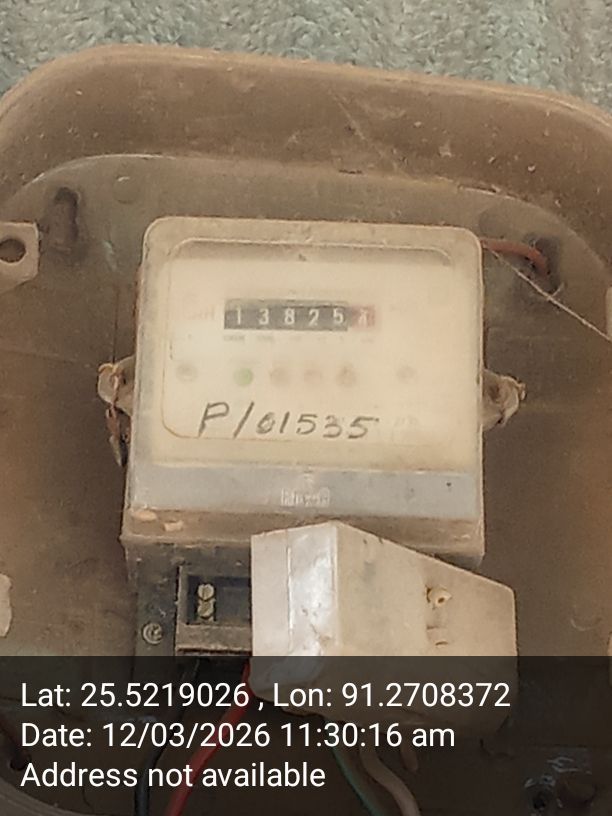 13825
P/01535
Lat: 25.5219026 , Lon: 91.2708372
Date: 12/03/2026 11:30:16 am
Address not available